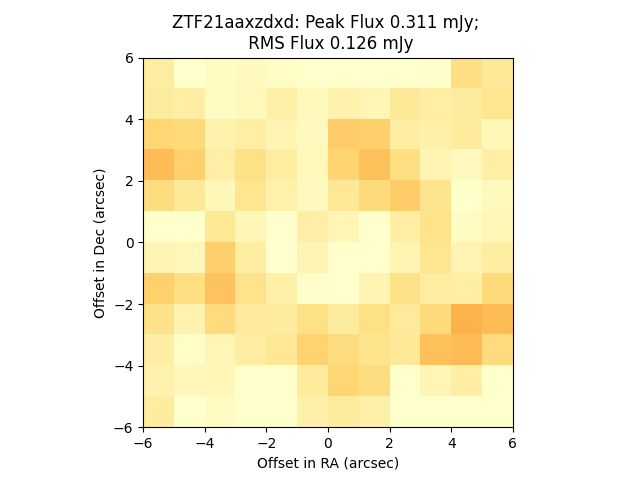 ZTF21aaxzdxd: Peak Flux 0.311 mJy;
RMS Flux 0.126 mJy
6
4
2
0
−2
−4
−6
Offset in Dec (arcsec)
−6 −4 −2 0 2 4 6
Offset in RA (arcsec)